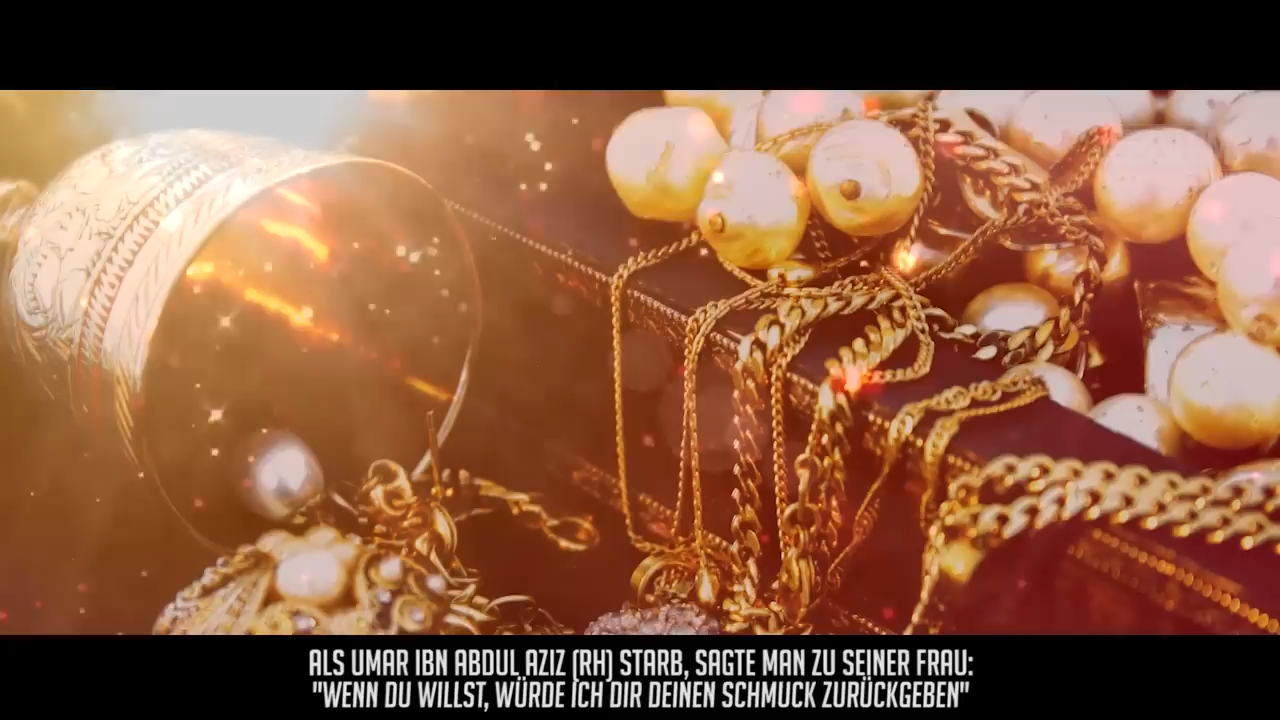 ALS UMAR IBN ABDUL AZIZ (RH) STARB, SAGTE MAN ZU SEINER FRAU:
"WENN DU WILLST, WÜRDE ICH DIR DEINEN SCHMUCK ZURÜCKGEBEN"